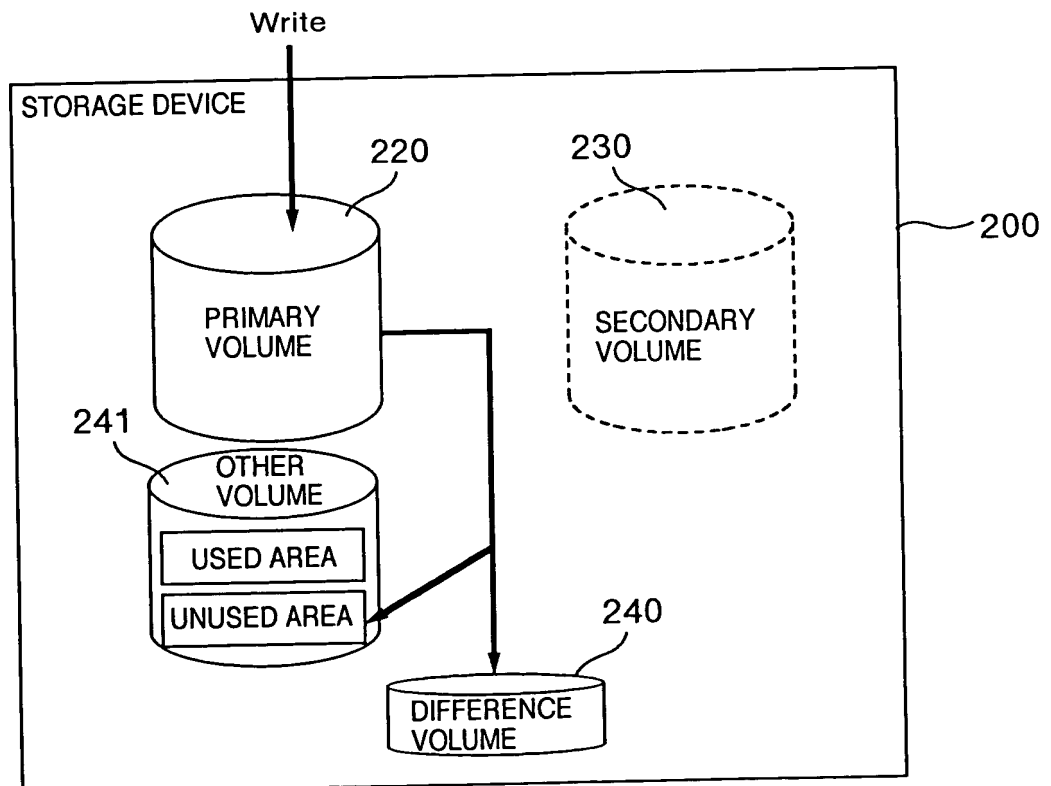 Write
STORAGE DEVICE
220
230
200
PRIMARY
VOLUME
SECONDARY
VOLUME
241
OTHER
VOLUME
USED AREA
UNUSED AREA
240
DIFFERENCE
VOLUME